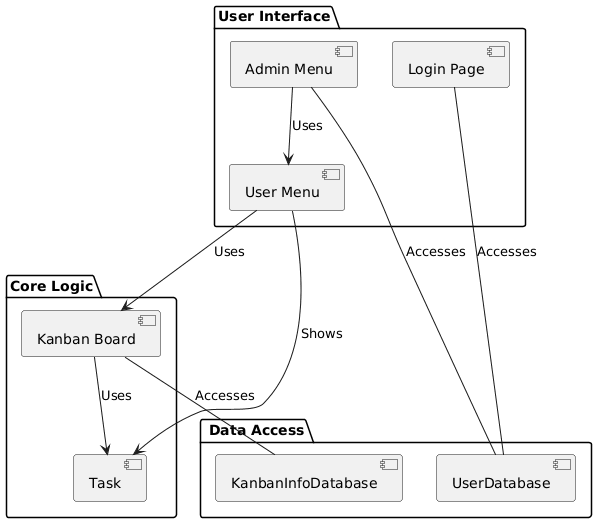 User Interface
Admin Menu
Login Page
Uses
User Menu
Uses
Accesses
Accesses
Core Logic
Kanban Board
Shows
Uses
Accesses
Data Access
Task
KanbanInfoDatabase
UserDatabase